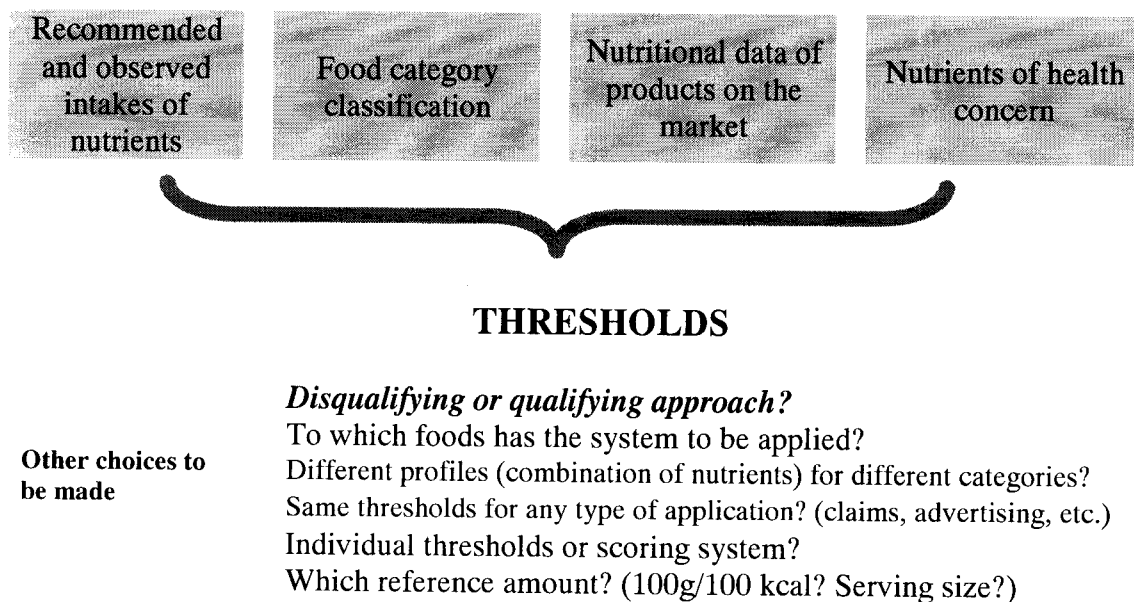 Recommended
and observed
intakes of
nutrients
Food category
classification
Nutritional data of
products on the
market
Nutrients of health
concern
THRESHOLDS
Other choices to
be made
Disqualifying or qualifying approach?
To which foods has the system to be applied?
Different profiles (combination of nutrients) for different categories?
Same thresholds for any type of application? (claims, advertising, etc.)
Individual thresholds or scoring system?
Which reference amount? (100g/100 kcal? Serving size?)